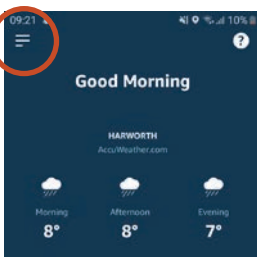 09:21 10%
?
Good Morning
HARWORTH
AccuWeather.com
Morning Afternoon Evening
8° 8° 7°